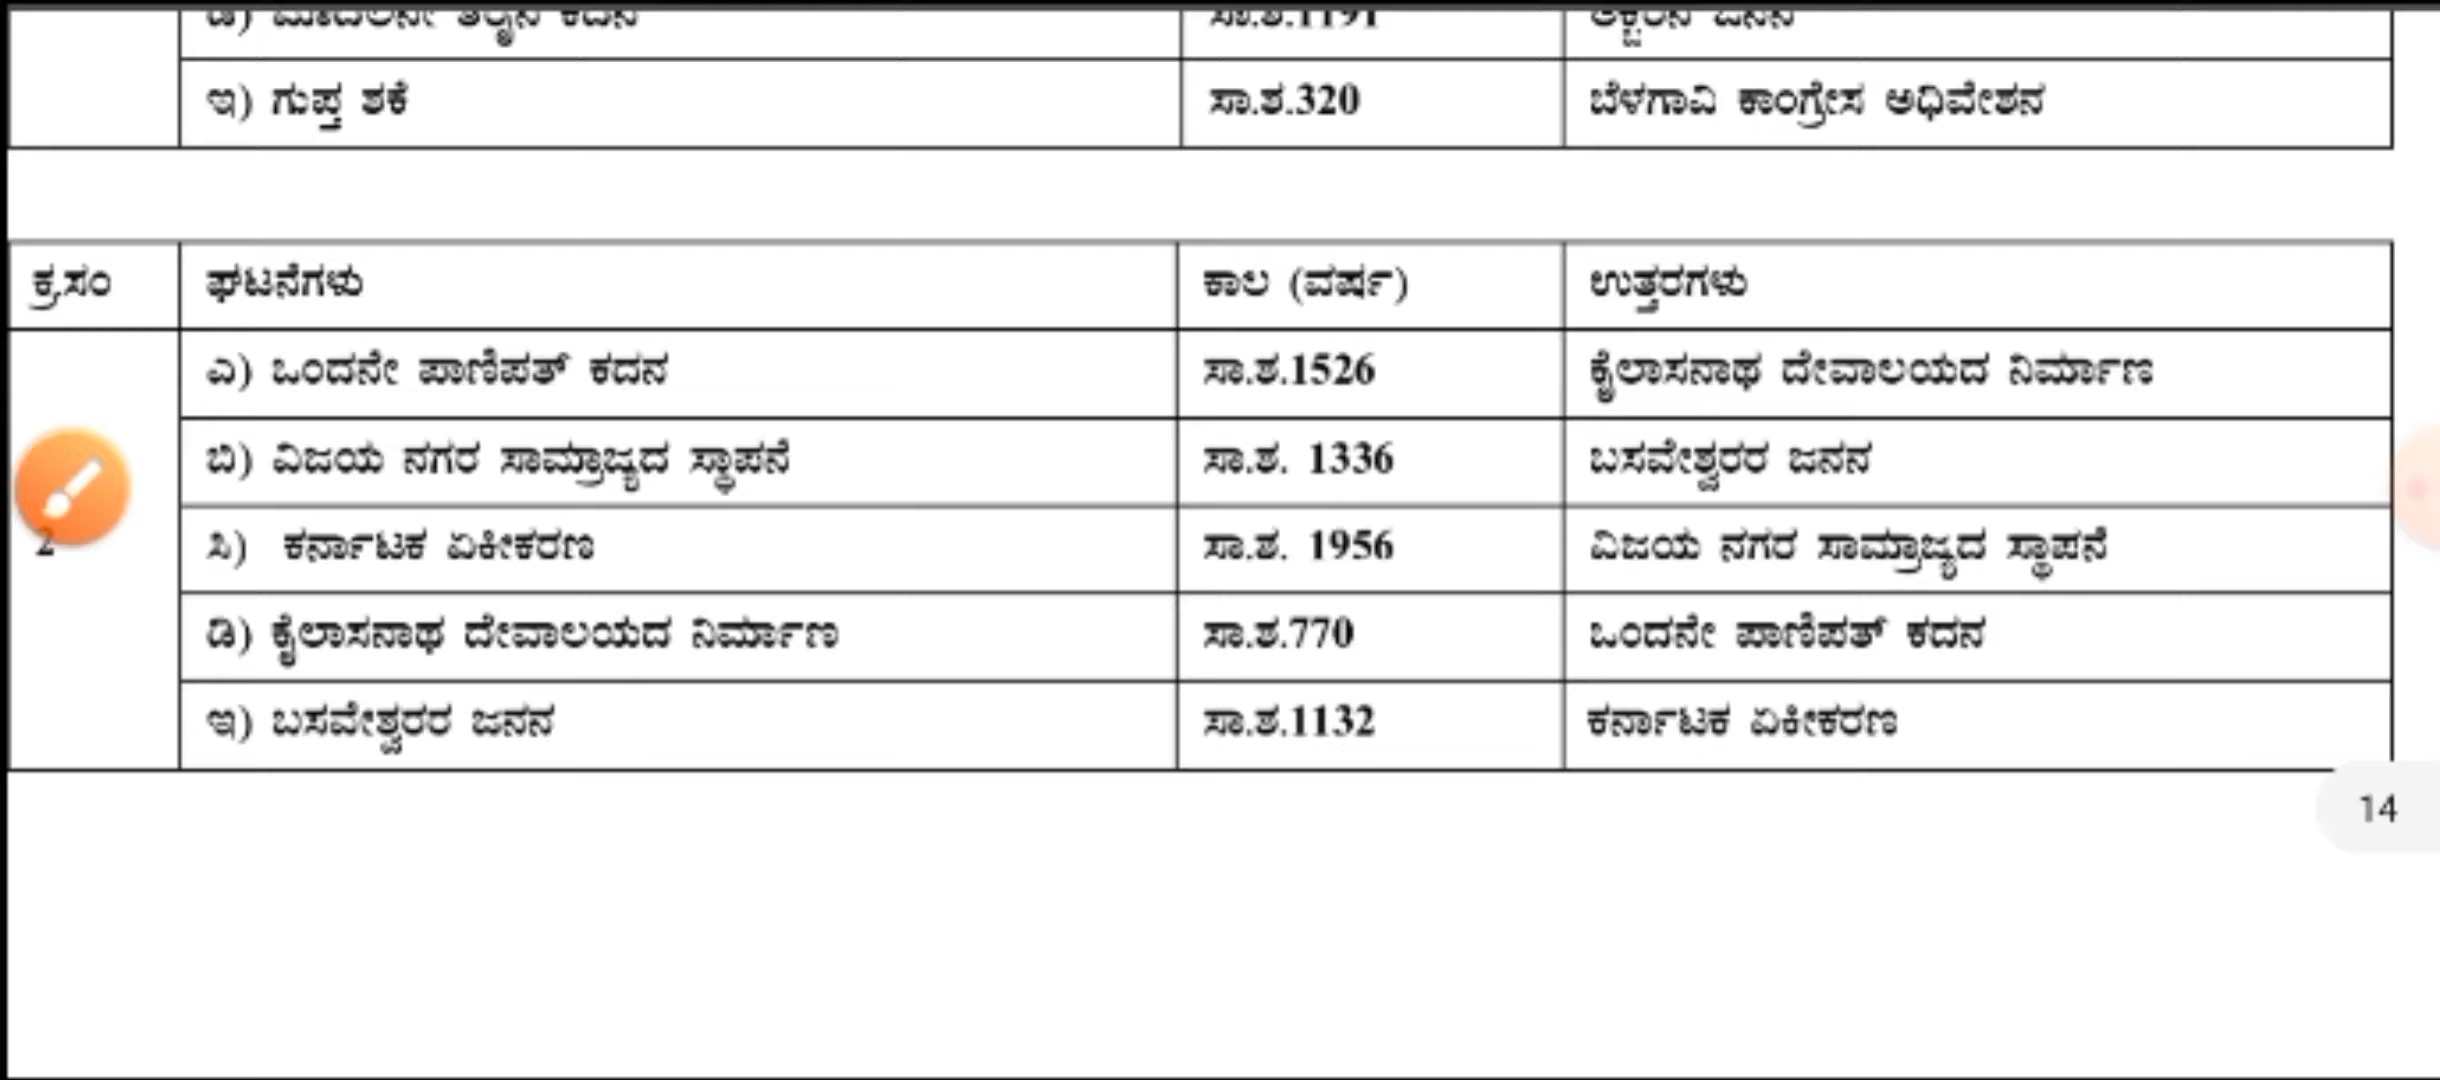 ಇ) ಗುಪ್ತ ಶಕೆ ಸಾ.ಶ.320 ಬೆಳಗಾವಿ ಕಾಂಗ್ರೇಸ ಅಧಿವೇಶನ
ಕ್ರ.ಸಂ ಘಟನೆಗಳು ಕಾಲ (ವರ್ಷ) ಉತ್ತರಗಳು
ಎ) ಒಂದನೇ ಪಾಣಿಪತ್ ಕದನ ಸಾ.ಶ.1526 ಕೈಲಾಸನಾಥ ದೇವಾಲಯದ ನಿರ್ಮಾಣ
ಬಿ) ವಿಜಯ ನಗರ ಸಾಮ್ರಾಜ್ಯದ ಸ್ಥಾಪನೆ ಸಾ.ಶ. 1336 ಬಸವೇಶ್ವರರ ಜನನ
2 ಸಿ) ಕರ್ನಾಟಕ ಏಕೀಕರಣ ಸಾ.ಶ. 1956 ವಿಜಯ ನಗರ ಸಾಮ್ರಾಜ್ಯದ ಸ್ಥಾಪನೆ
ಡಿ) ಕೈಲಾಸನಾಥ ದೇವಾಲಯದ ನಿರ್ಮಾಣ ಸಾ.ಶ.770 ಒಂದನೇ ಪಾಣಿಪತ್ ಕದನ
ಇ) ಬಸವೇಶ್ವರರ ಜನನ ಸಾ.ಶ.1132 ಕರ್ನಾಟಕ ಏಕೀಕರಣ
14